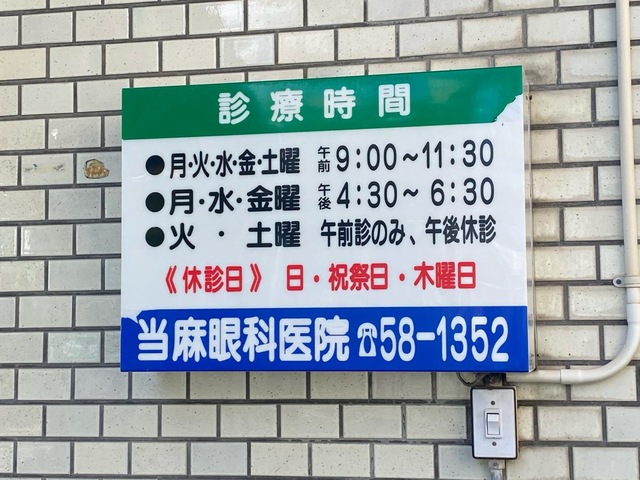 診療時間
●月・火・水・金・土曜 午前 9:00〜11:30
●月・水・金曜 午後 4:30〜 6:30
●火・土曜 午前診のみ、午後休診
《休診日》 日・祝祭日・木曜日
当麻眼科医院☎58-1352